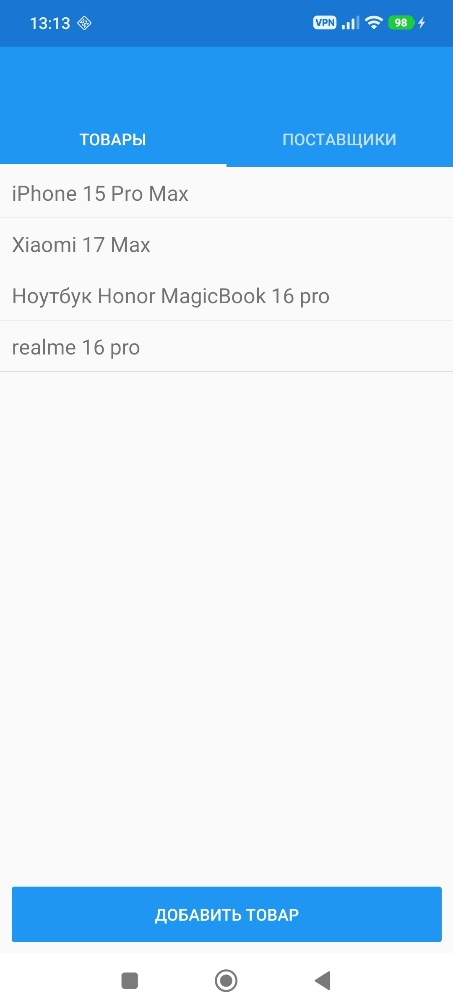 13:13
VPN
98
ТОВАРЫ
ПОСТАВЩИКИ
iPhone 15 Pro Max
Xiaomi 17 Max
Ноутбук Honor MagicBook 16 pro
realme 16 pro
ДОБАВИТЬ ТОВАР